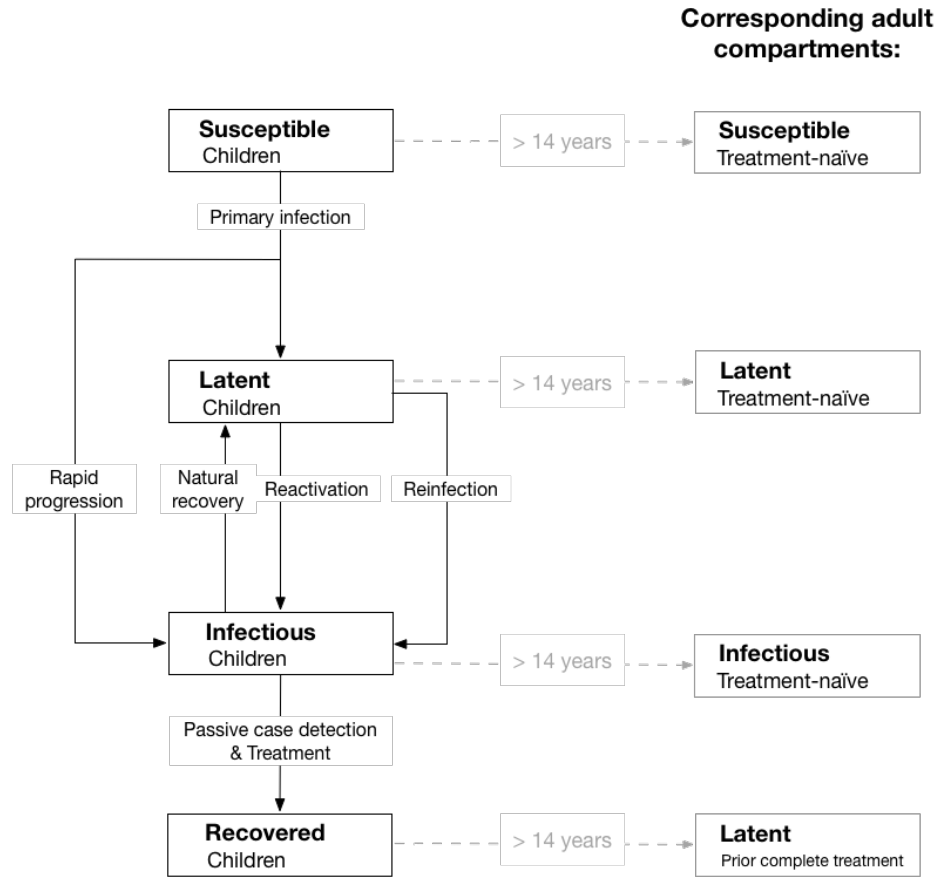 Corresponding adult
compartments:
Susceptible
Children
> 14 years
Susceptible
Treatment-naïve
Primary infection
Latent
Children
> 14 years
Latent
Treatment-naïve
Rapid
progression
Natural
recovery
Reactivation
Reinfection
Infectious
Children
> 14 years
Infectious
Treatment-naïve
Passive case detection
& Treatment
Recovered
Children
> 14 years
Latent
Prior complete treatment